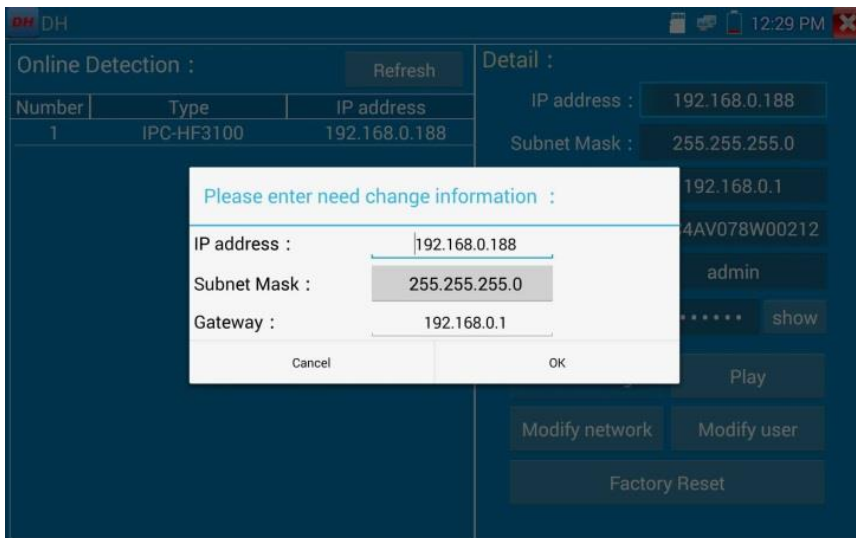 DH DH 12:29 PM
Online Detection : Refresh
Number Type IP address
1 IPC-HF3100 192.168.0.188
Detail :
IP address : 192.168.0.188
Subnet Mask : 255.255.255.0
192.168.0.1
4AV078W00212
admin
•••••• show
Play
Modify network Modify user
Factory Reset
Please enter need change information :
IP address : 192.168.0.188
Subnet Mask : 255.255.255.0
Gateway : 192.168.0.1
Cancel OK